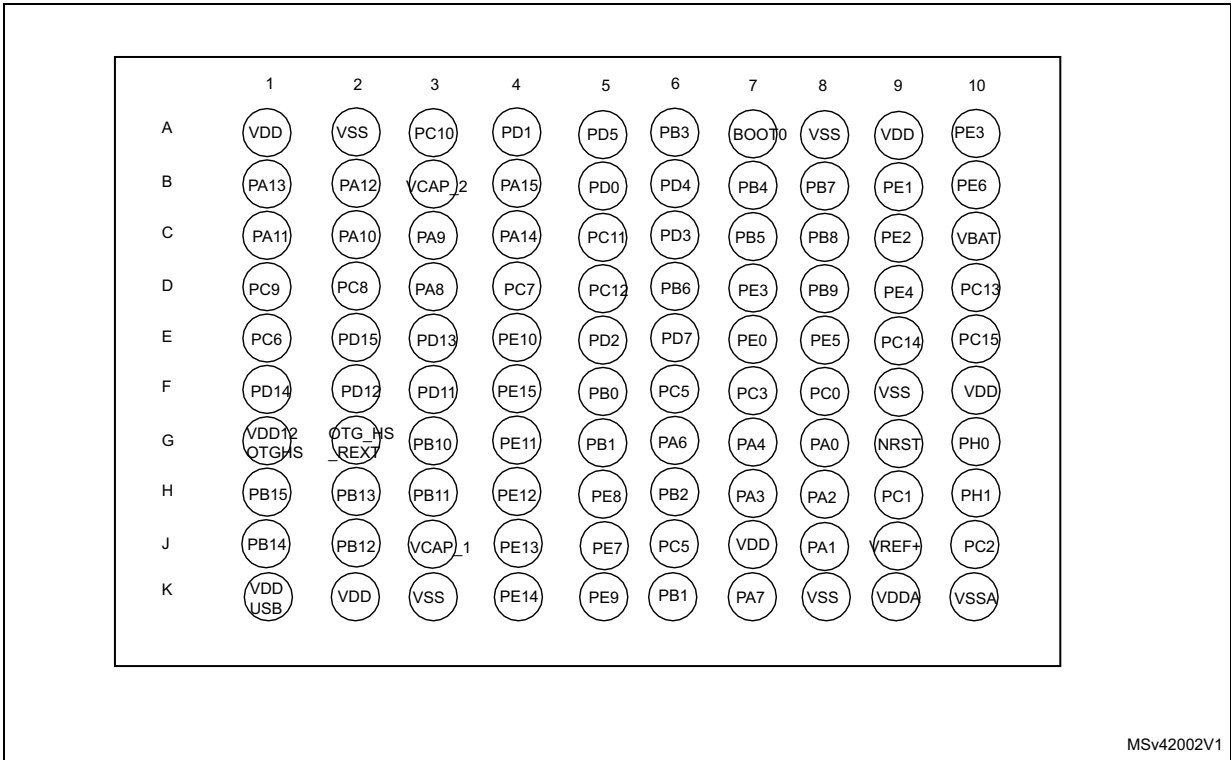 1 2 3 4 5 6 7 8 9 10
A VDD VSS PC10 PD1 PD5 PB3 BOOT0 VSS VDD PE3
B PA13 PA12 VCAP_2 PA15 PD0 PD4 PB4 PB7 PE1 PE6
C PA11 PA10 PA9 PA14 PC11 PD3 PB5 PB8 PE2 VBAT
D PC9 PC8 PA8 PC7 PC12 PB6 PE3 PB9 PE4 PC13
E PC6 PD15 PD13 PE10 PD2 PD7 PE0 PE5 PC14 PC15
F PD14 PD12 PD11 PE15 PB0 PC5 PC3 PC0 VSS VDD
G VDD12 OTGHS OTG_HS _REXT PB10 PE11 PB1 PA6 PA4 PA0 NRST PH0
H PB15 PB13 PB11 PE12 PE8 PB2 PA3 PA2 PC1 PH1
J PB14 PB12 VCAP_1 PE13 PE7 PC5 VDD PA1 VREF+ PC2
K VDD USB VDD VSS PE14 PE9 PB1 PA7 VSS VDDA VSSA
MSv42002V1